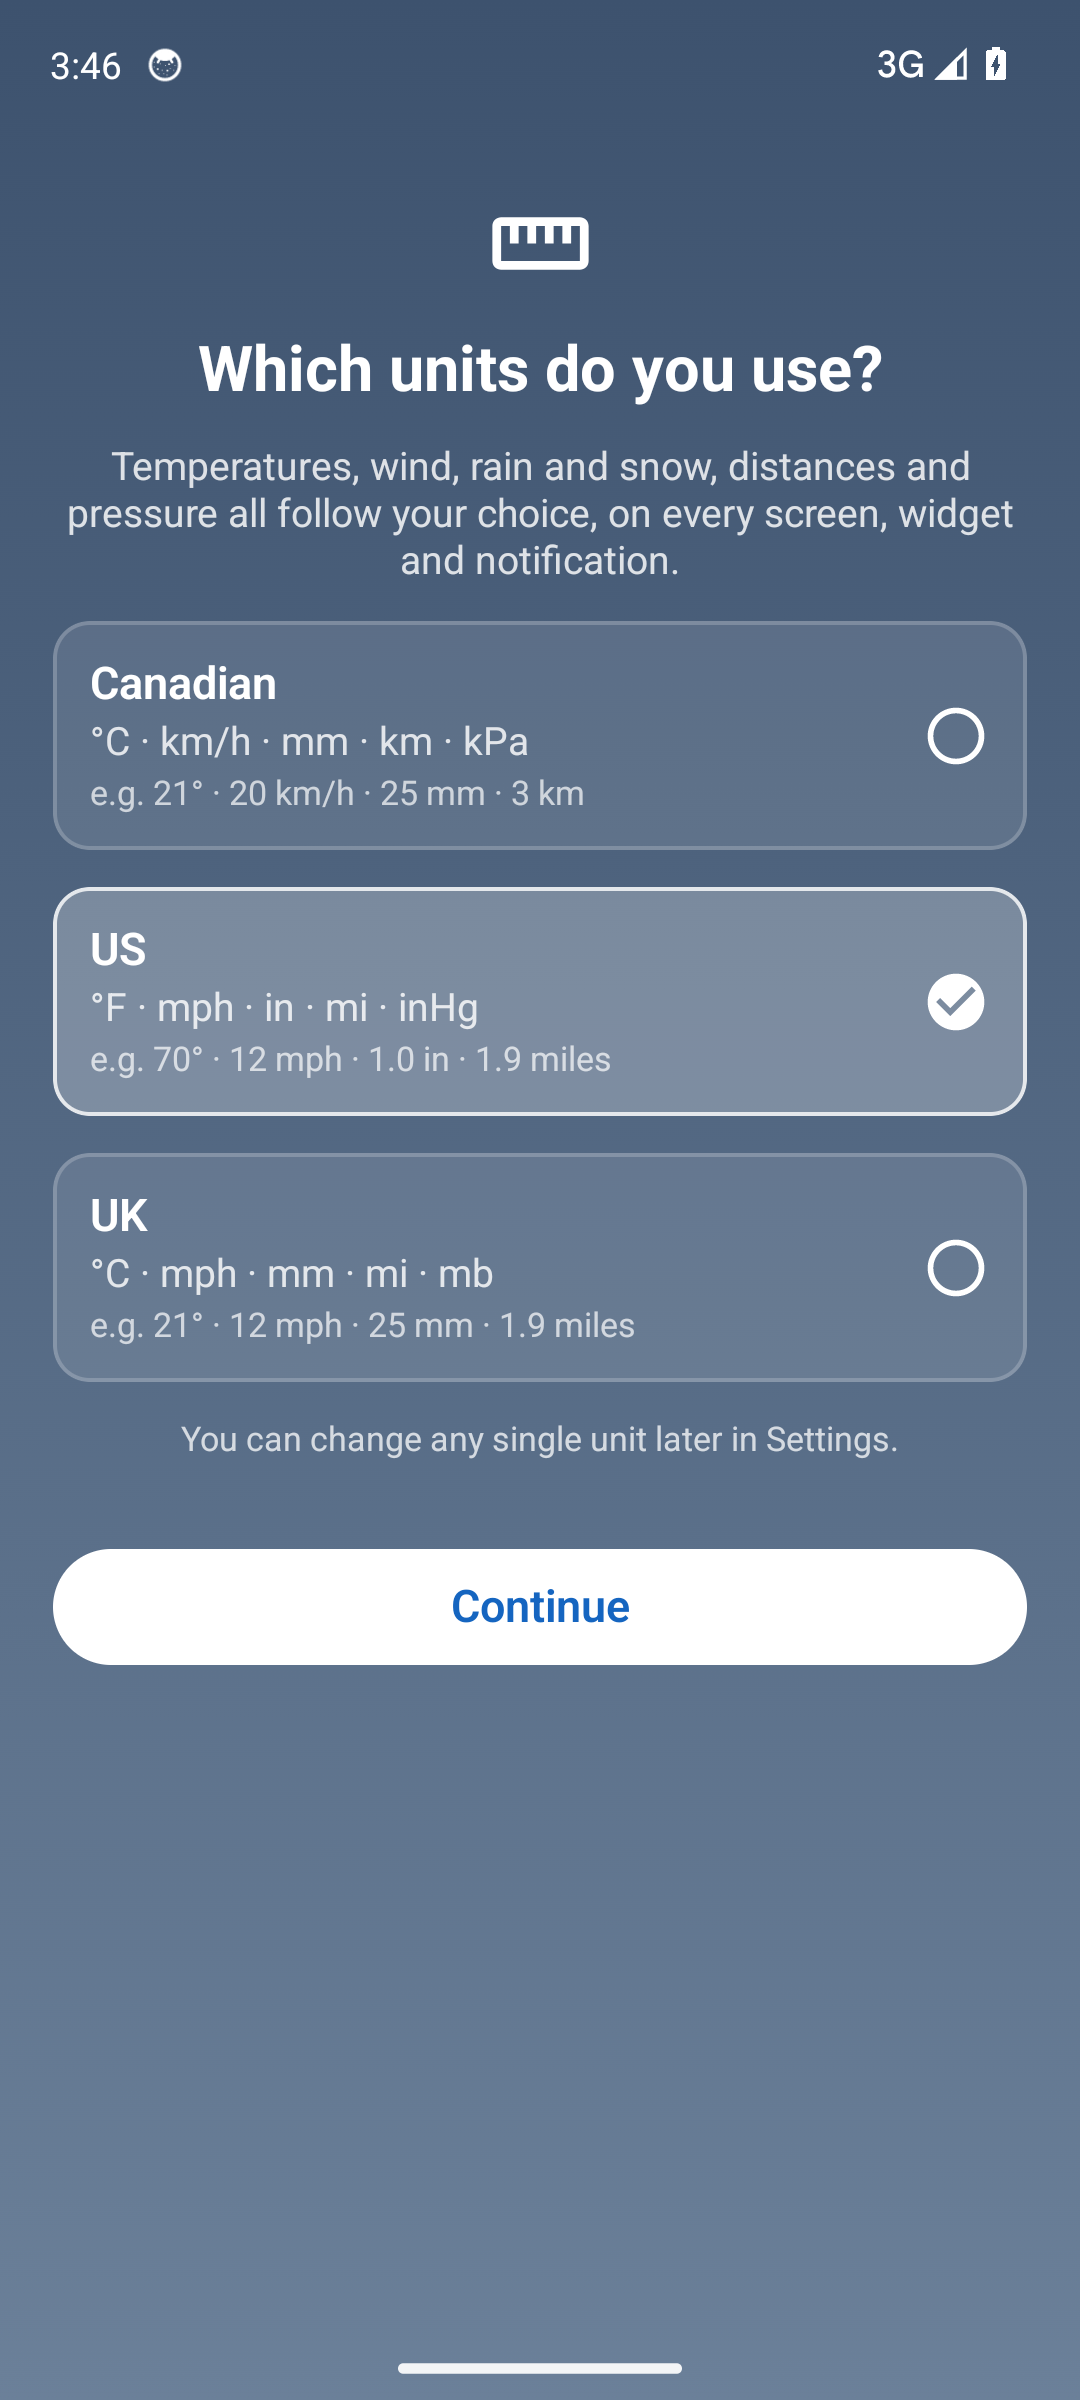 3:46
3G
Which units do you use?
Temperatures, wind, rain and snow, distances and
pressure all follow your choice, on every screen, widget
and notification.
Canadian
°C · km/h · mm · km · kPa
e.g. 21° · 20 km/h · 25 mm · 3 km
US
°F · mph · in · mi · inHg
e.g. 70° · 12 mph · 1.0 in · 1.9 miles
UK
°C · mph · mm · mi · mb
e.g. 21° · 12 mph · 25 mm · 1.9 miles
You can change any single unit later in Settings.
Continue